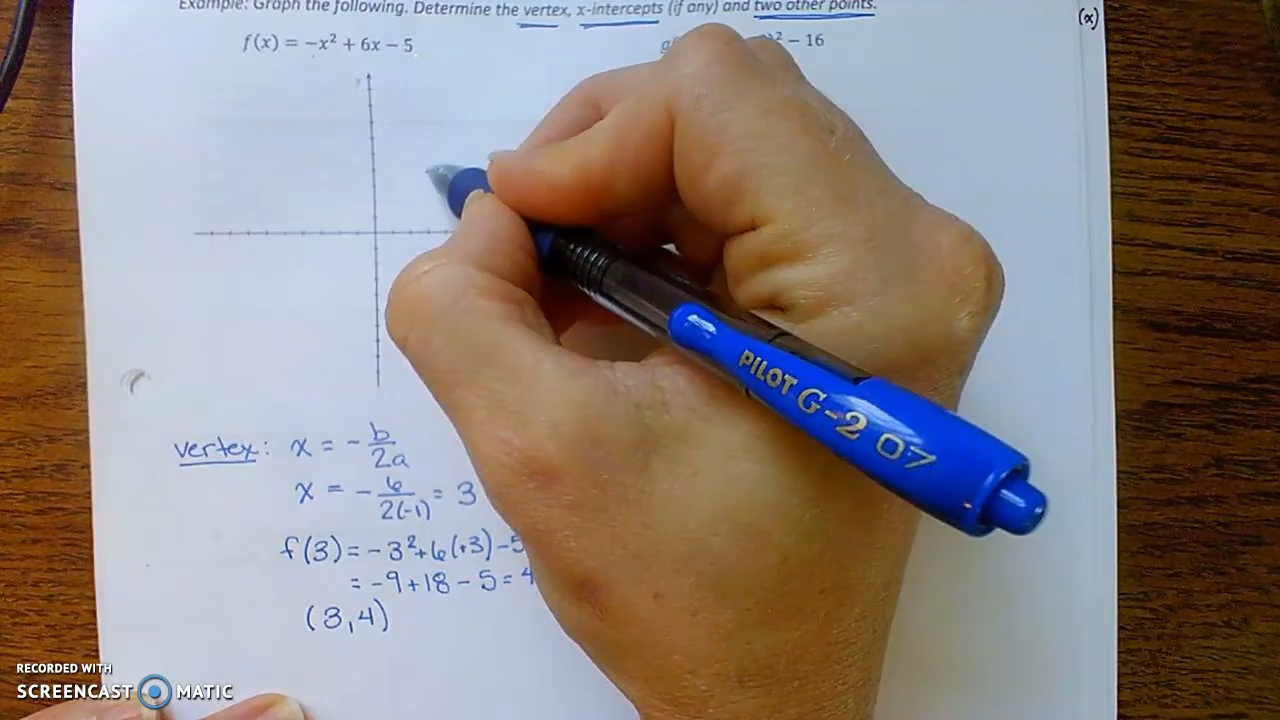 Example: Graph the following. Determine the vertex, x-intercepts (if any) and two other points.
(x)
f(x) = −x² + 6x − 5
² − 16
vertex: x = - b/2a
x = - 6/2(-1) = 3
f(3) = -3²+6(+3)-5
= -9+18-5=4
(3,4)
PILOT G-2 07
RECORDED WITH
SCREENCAST MATIC